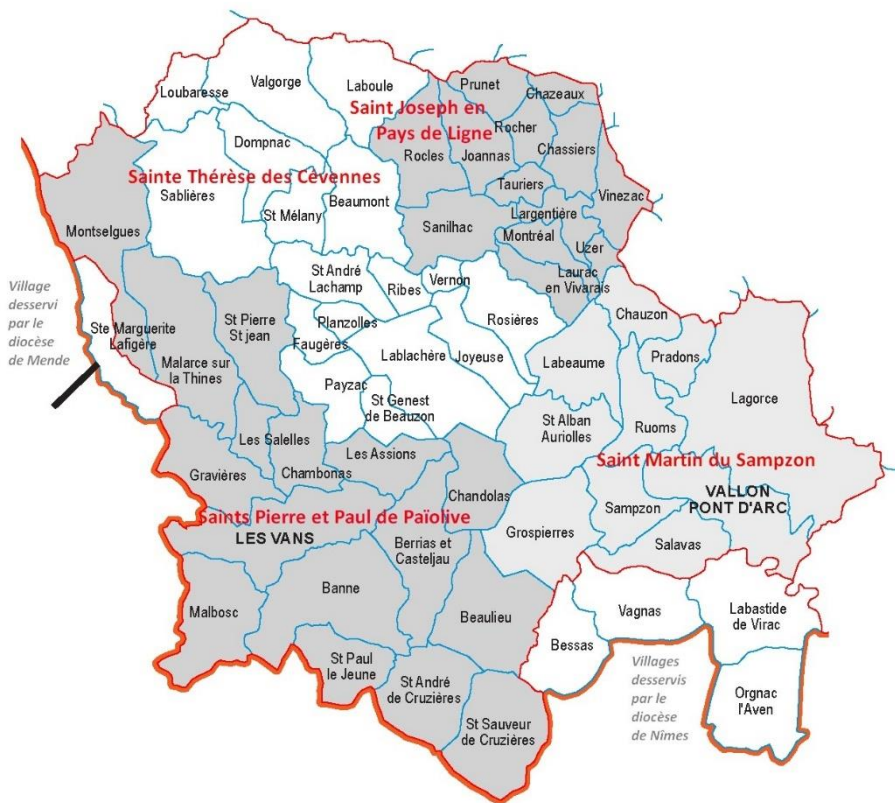 Loubaresse
Valgorge
Laboule
Prunet
Chazeaux
Saint Joseph en
Pays de Ligne
Rocher
Dompnac
Rocles
Joannas
Chassiers
Sainte Thérèse des Cévennes
Sablières
Tauriers
Vinezac
St Mélany
Beaumont
Largentière
Montselgues
Sanilhac
Montréal
Uzer
Laurac
en Vivarais
St André
Lachamp
Ribes
Vernon
Village
desservi
par le
diocèse
de Mende
Ste Marguerite
Lafigère
St Pierre
St jean
Planzolles
Rosières
Chauzon
Faugères
Malarce sur
la Thines
Lablachère
Joyeuse
Labeaume
Pradons
Payzac
St Genest
de Beauzon
Lagorce
St Alban
Auriolles
Ruoms
Les Salelles
Les Assions
Gravières
Chambonas
Saint Martin du Sampzon
Chandolas
VALLON
PONT D'ARC
Sampzon
Saints Pierre et Paul de Païolive
LES VANS
Grospierres
Salavas
Berrias et
Casteljau
Banne
Malbosc
Beaulieu
Vagnas
Labastide
de Virac
Bessas
St Paul
le Jeune
St André
de Cruzières
Villages
desservis
par le
diocèse
de Nîmes
Orgnac
l'Aven
St Sauveur
de Cruzières